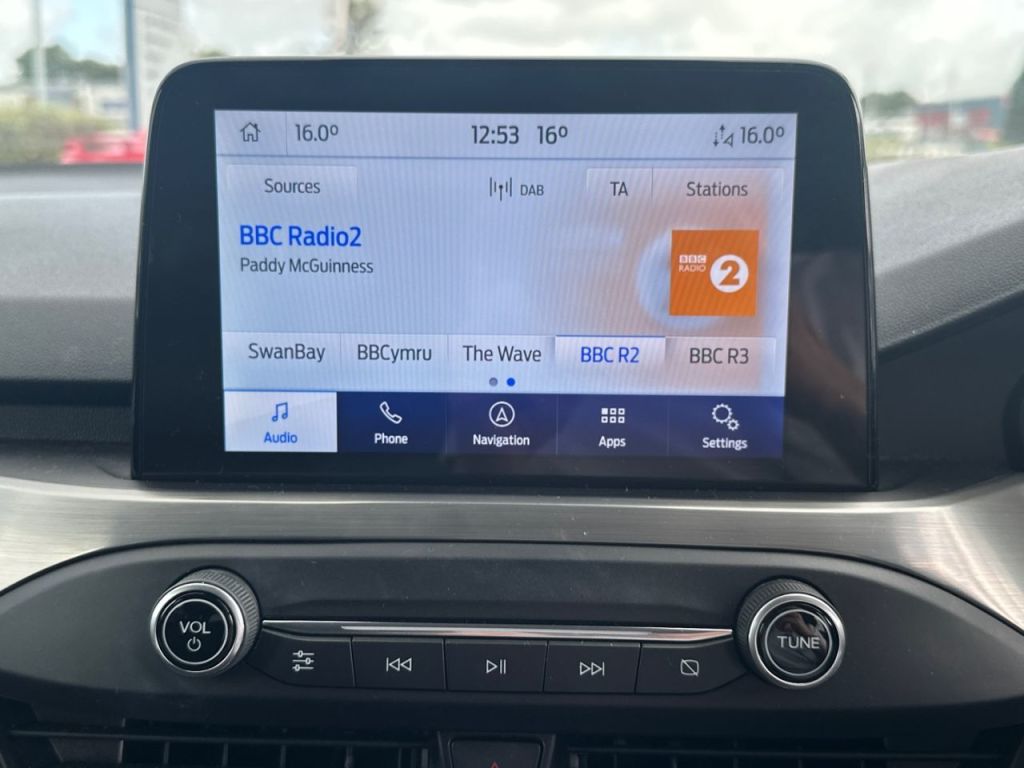 16.0° 12:53 16° 16.0°
Sources DAB TA Stations
BBC Radio2
Paddy McGuinness
BBC
RADIO 2
SwanBay BBCymru The Wave BBC R2 BBC R3
Audio Phone Navigation Apps Settings
VOL
TUNE